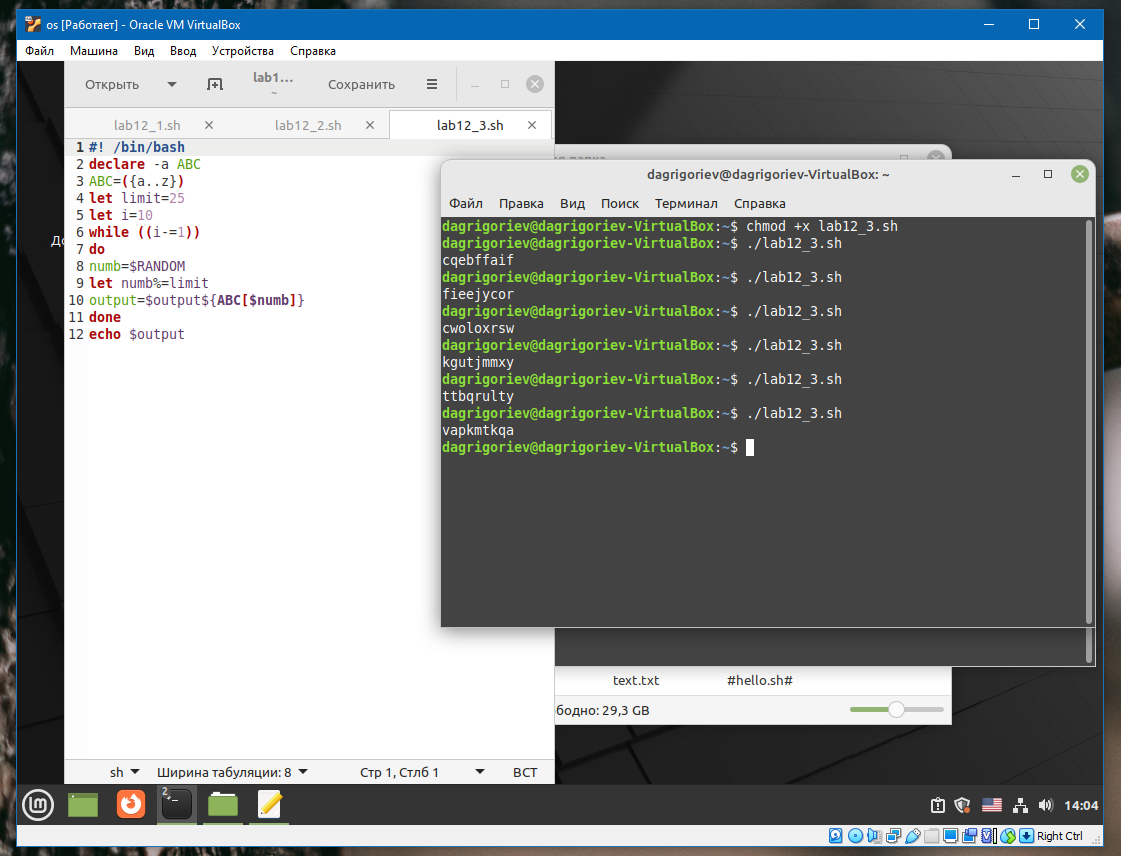 os [Работает] - Oracle VM VirtualBox
Файл Машина Вид Ввод Устройства Справка
Открыть lab1... Сохранить
~
lab12_1.sh lab12_2.sh lab12_3.sh
1 #! /bin/bash
2 declare -a ABC
3 ABC=({a..z})
4 let limit=25
5 let i=10
6 while ((i-=1))
7 do
8 numb=$RANDOM
9 let numb%=limit
10 output=$output${ABC[$numb]}
11 done
12 echo $output
sh Ширина табуляции: 8 Стр 1, Стлб 1 ВСТ
dagrigoriev@dagrigoriev-VirtualBox: ~
Файл Правка Вид Поиск Терминал Справка
dagrigoriev@dagrigoriev-VirtualBox:~$ chmod +x lab12_3.sh
dagrigoriev@dagrigoriev-VirtualBox:~$ ./lab12_3.sh
cqebffaif
dagrigoriev@dagrigoriev-VirtualBox:~$ ./lab12_3.sh
fieejycor
dagrigoriev@dagrigoriev-VirtualBox:~$ ./lab12_3.sh
cwoloxrsw
dagrigoriev@dagrigoriev-VirtualBox:~$ ./lab12_3.sh
kgutjmmxy
dagrigoriev@dagrigoriev-VirtualBox:~$ ./lab12_3.sh
ttbqrulty
dagrigoriev@dagrigoriev-VirtualBox:~$ ./lab12_3.sh
vapkmtkqa
dagrigoriev@dagrigoriev-VirtualBox:~$
text.txt #hello.sh#
бодно: 29,3 GB
2
14:04
Right Ctrl